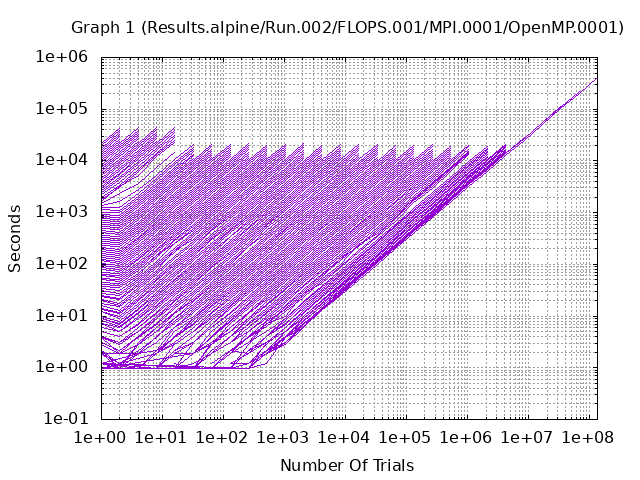 Graph 1 (Results.alpine/Run.002/FLOPS.001/MPI.0001/OpenMP.0001)
1e+06
1e+05
1e+04
1e+03
1e+02
1e+01
1e+00
1e-01
Seconds
1e+00 1e+01 1e+02 1e+03 1e+04 1e+05 1e+06 1e+07 1e+08
Number Of Trials